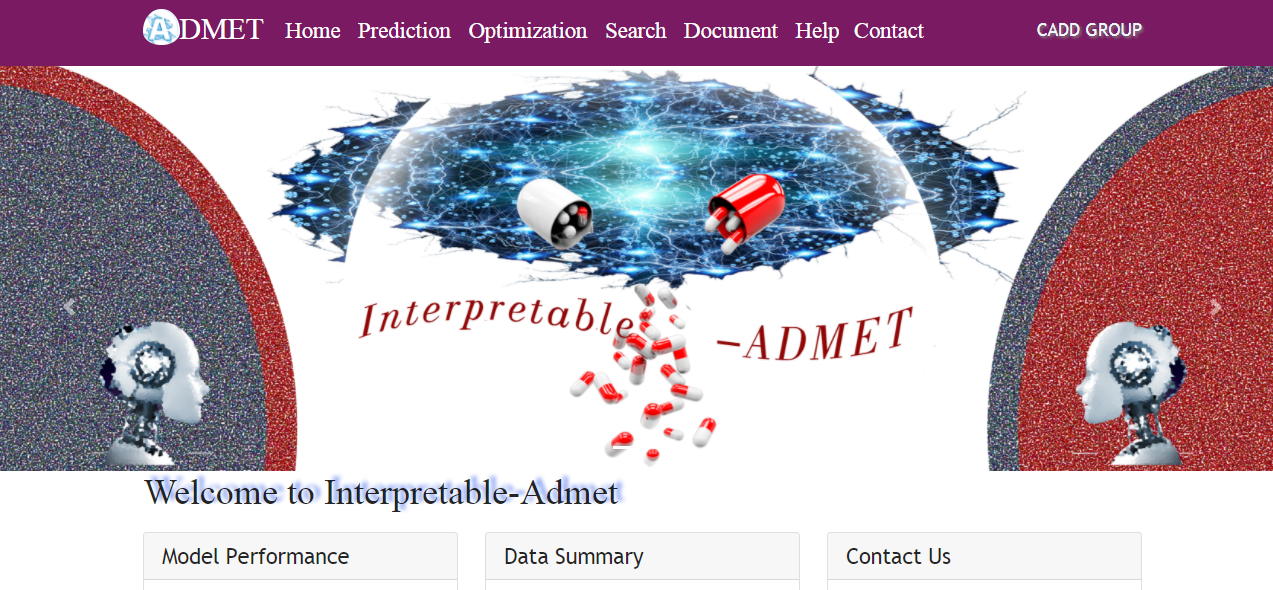 ADMET Home Prediction Optimization Search Document Help Contact CADD GROUP
Interpretable -ADMET
Welcome to Interpretable-Admet
Model Performance Data Summary Contact Us